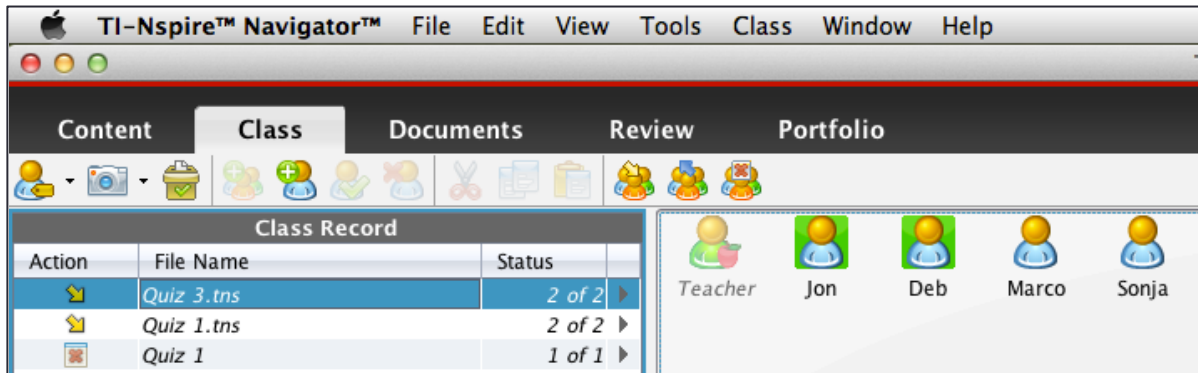 TI-Nspire™ Navigator™ File Edit View Tools Class Window Help
Content Class Documents Review Portfolio
Class Record
Action File Name Status
Quiz 3.tns 2 of 2
Quiz 1.tns 2 of 2
Quiz 1 1 of 1
Teacher Jon Deb Marco Sonja